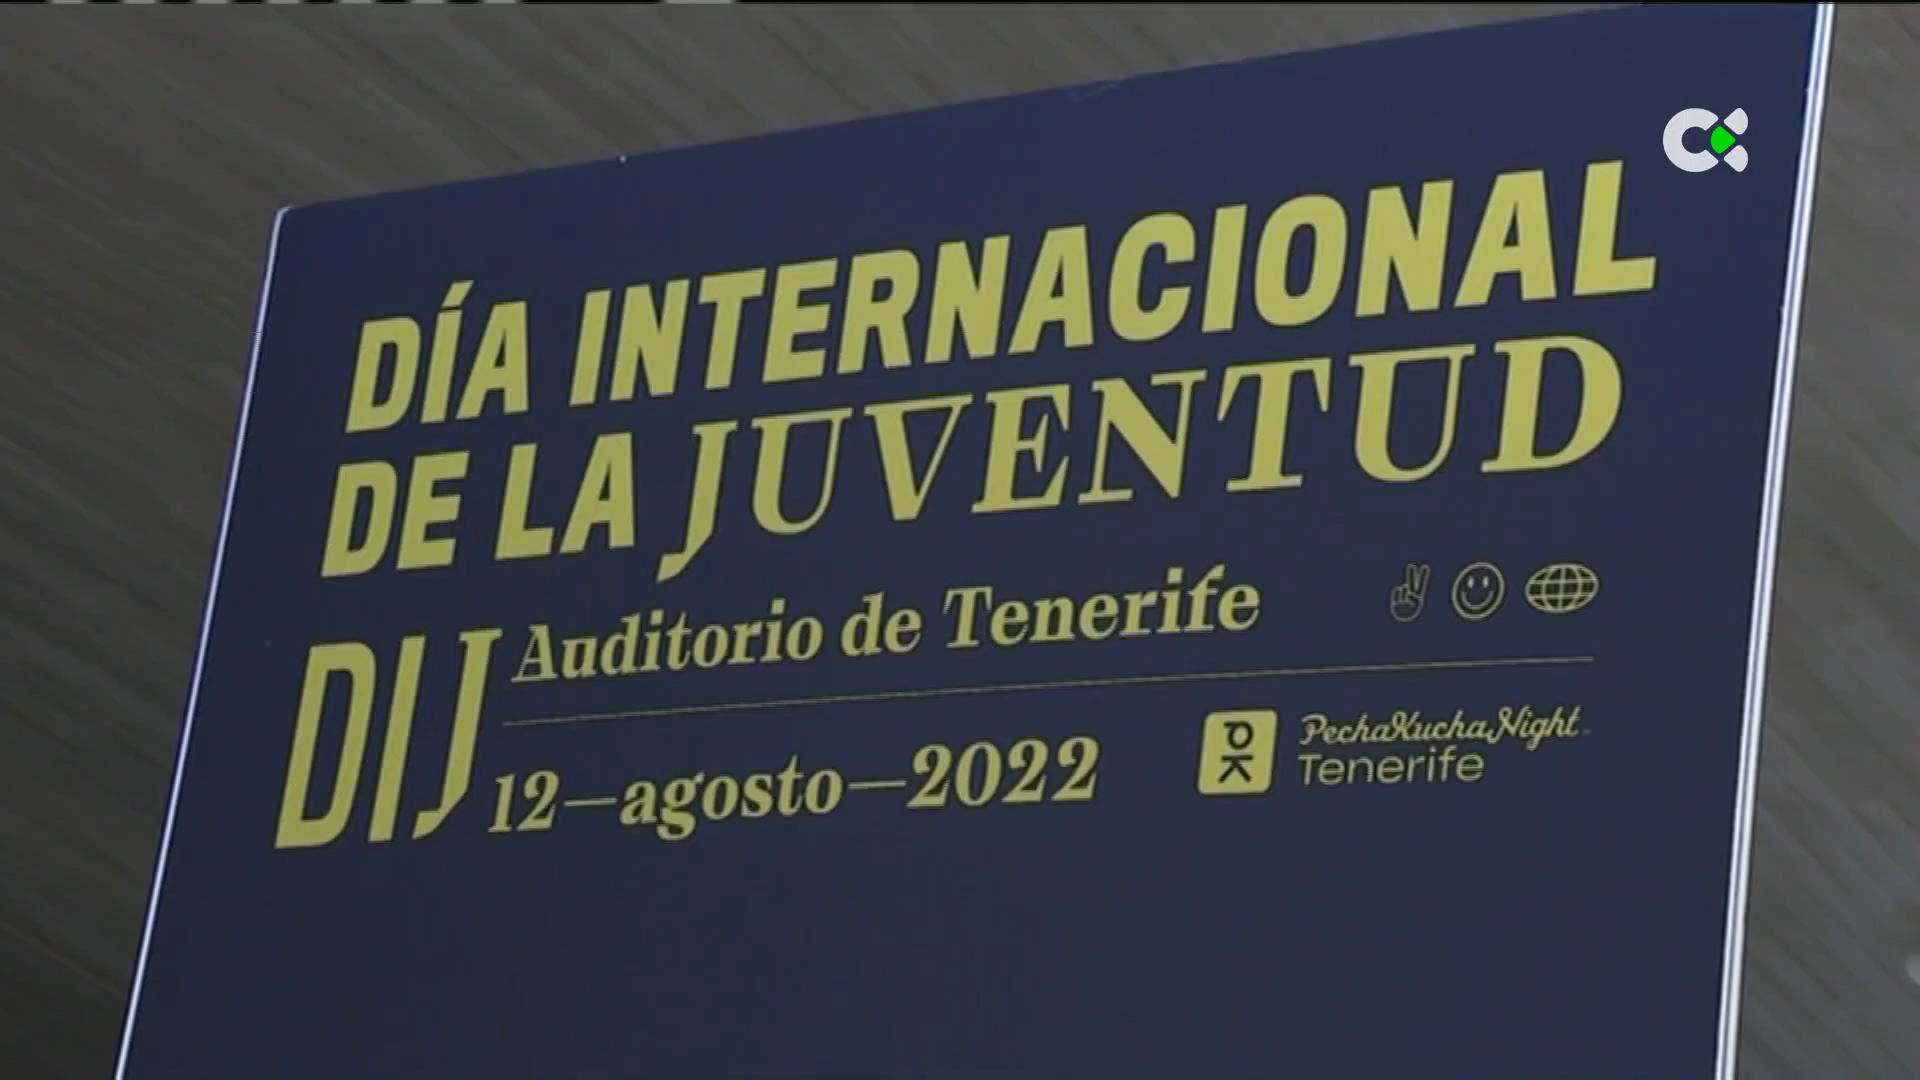 DÍA INTERNACIONAL
DE LA JUVENTUD
DIJ
Auditorio de Tenerife
12—agosto—2022
PK
PechaKucha Night
Tenerife